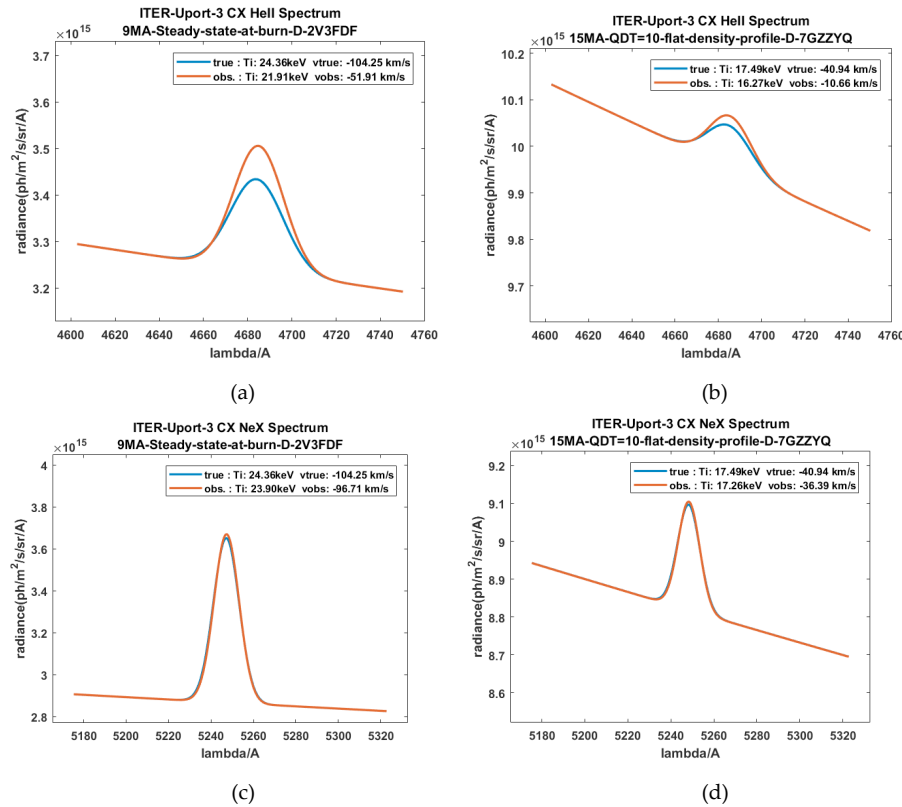 ITER-Uport-3 CX HeII Spectrum
9MA-Steady-state-at-burn-D-2V3FDF
×10^15
3.7
3.6
3.5
3.4
3.3
3.2
radiance(ph/m²/s/sr/A)
true : Ti: 24.36keV vtrue: -104.25 km/s
obs. : Ti: 21.91keV vobs: -51.91 km/s
4600 4620 4640 4660 4680 4700 4720 4740 4760
lambda/A
(a)
ITER-Uport-3 CX HeII Spectrum
15MA-QDT=10-flat-density-profile-D-7GZZYQ
×10^15
10.2
10.1
10
9.9
9.8
9.7
radiance(ph/m²/s/sr/A)
true : Ti: 17.49keV vtrue: -40.94 km/s
obs. : Ti: 16.27keV vobs: -10.66 km/s
4600 4620 4640 4660 4680 4700 4720 4740 4760
lambda/A
(b)
ITER-Uport-3 CX NeX Spectrum
9MA-Steady-state-at-burn-D-2V3FDF
×10^15
4
3.8
3.6
3.4
3.2
3
2.8
radiance(ph/m²/s/sr/A)
true : Ti: 24.36keV vtrue: -104.25 km/s
obs. : Ti: 23.90keV vobs: -96.71 km/s
5180 5200 5220 5240 5260 5280 5300 5320
lambda/A
(c)
ITER-Uport-3 CX NeX Spectrum
15MA-QDT=10-flat-density-profile-D-7GZZYQ
×10^15
9.2
9.1
9
8.9
8.8
8.7
8.6
radiance(ph/m²/s/sr/A)
true : Ti: 17.49keV vtrue: -40.94 km/s
obs. : Ti: 17.26keV vobs: -36.39 km/s
5180 5200 5220 5240 5260 5280 5300 5320
lambda/A
(d)